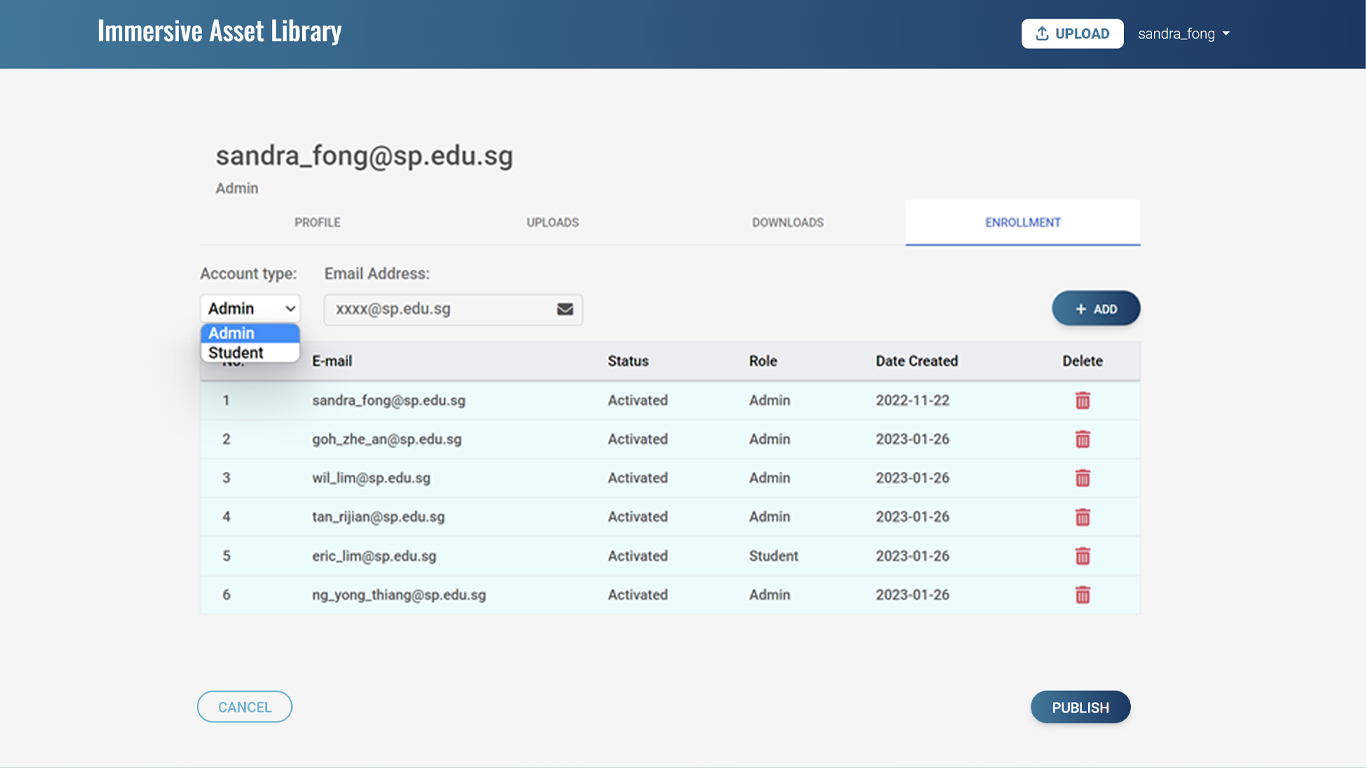 Immersive Asset Library UPLOAD sandra_fong
sandra_fong@sp.edu.sg
Admin
PROFILE UPLOADS DOWNLOADS ENROLLMENT
Account type: Email Address:
Admin xxxx@sp.edu.sg + ADD
Admin
Student
No. E-mail Status Role Date Created Delete
1 sandra_fong@sp.edu.sg Activated Admin 2022-11-22
2 goh_zhe_an@sp.edu.sg Activated Admin 2023-01-26
3 wil_lim@sp.edu.sg Activated Admin 2023-01-26
4 tan_rijian@sp.edu.sg Activated Admin 2023-01-26
5 eric_lim@sp.edu.sg Activated Student 2023-01-26
6 ng_yong_thiang@sp.edu.sg Activated Admin 2023-01-26
CANCEL PUBLISH